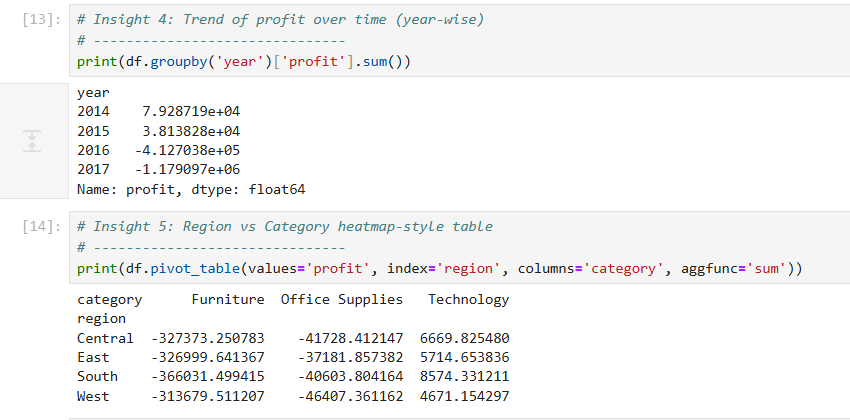 [13]: # Insight 4: Trend of profit over time (year-wise)
# ------------------------------
print(df.groupby('year')['profit'].sum())
year
2014    7.928719e+04
2015    3.813828e+04
2016   -4.127038e+05
2017   -1.179097e+06
Name: profit, dtype: float64
[14]: # Insight 5: Region vs Category heatmap-style table
# ------------------------------
print(df.pivot_table(values='profit', index='region', columns='category', aggfunc='sum'))
category      Furniture  Office Supplies   Technology
region
Central  -327373.250783    -41728.412147  6669.825480
East     -326999.641367    -37181.857382  5714.653836
South    -366031.499415    -40603.804164  8574.331211
West     -313679.511207    -46407.361162  4671.154297